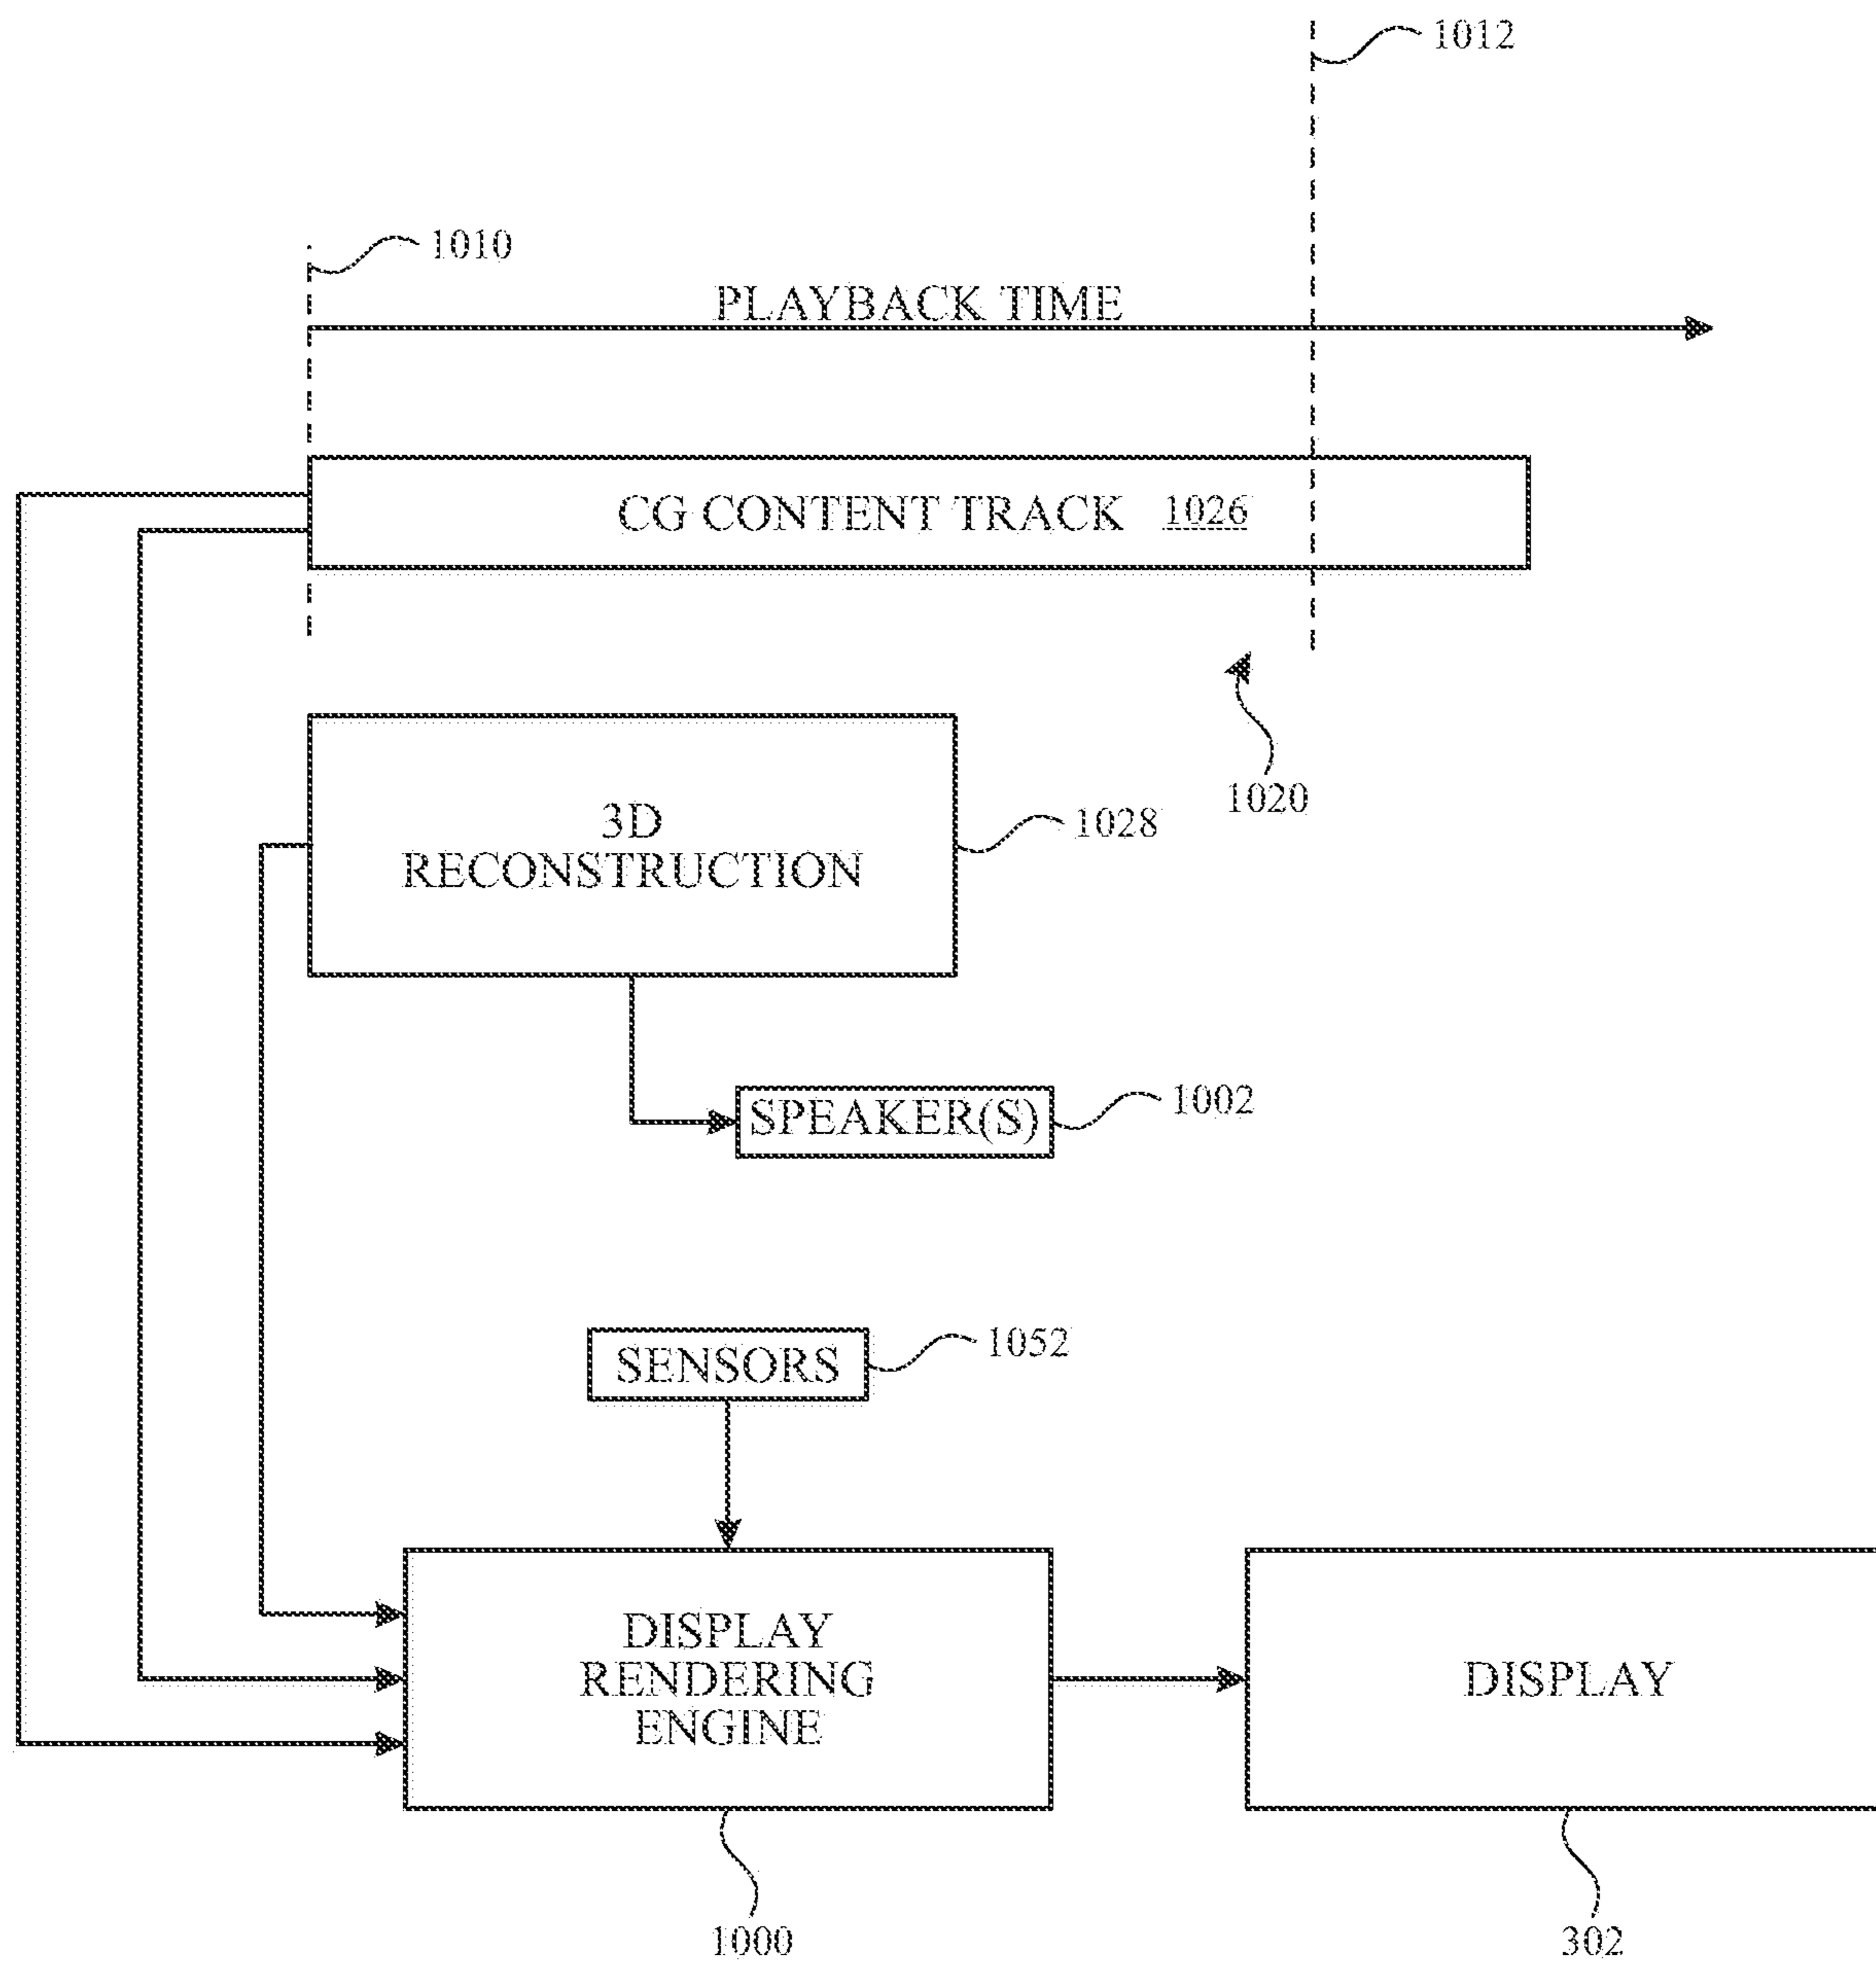 1012
1010
PLAYBACK TIME
CG CONTENT TRACK 1026
1020
3D
RECONSTRUCTION
1028
SPEAKER(S)
1002
SENSORS
1052
DISPLAY
RENDERING
ENGINE
DISPLAY
1000
302